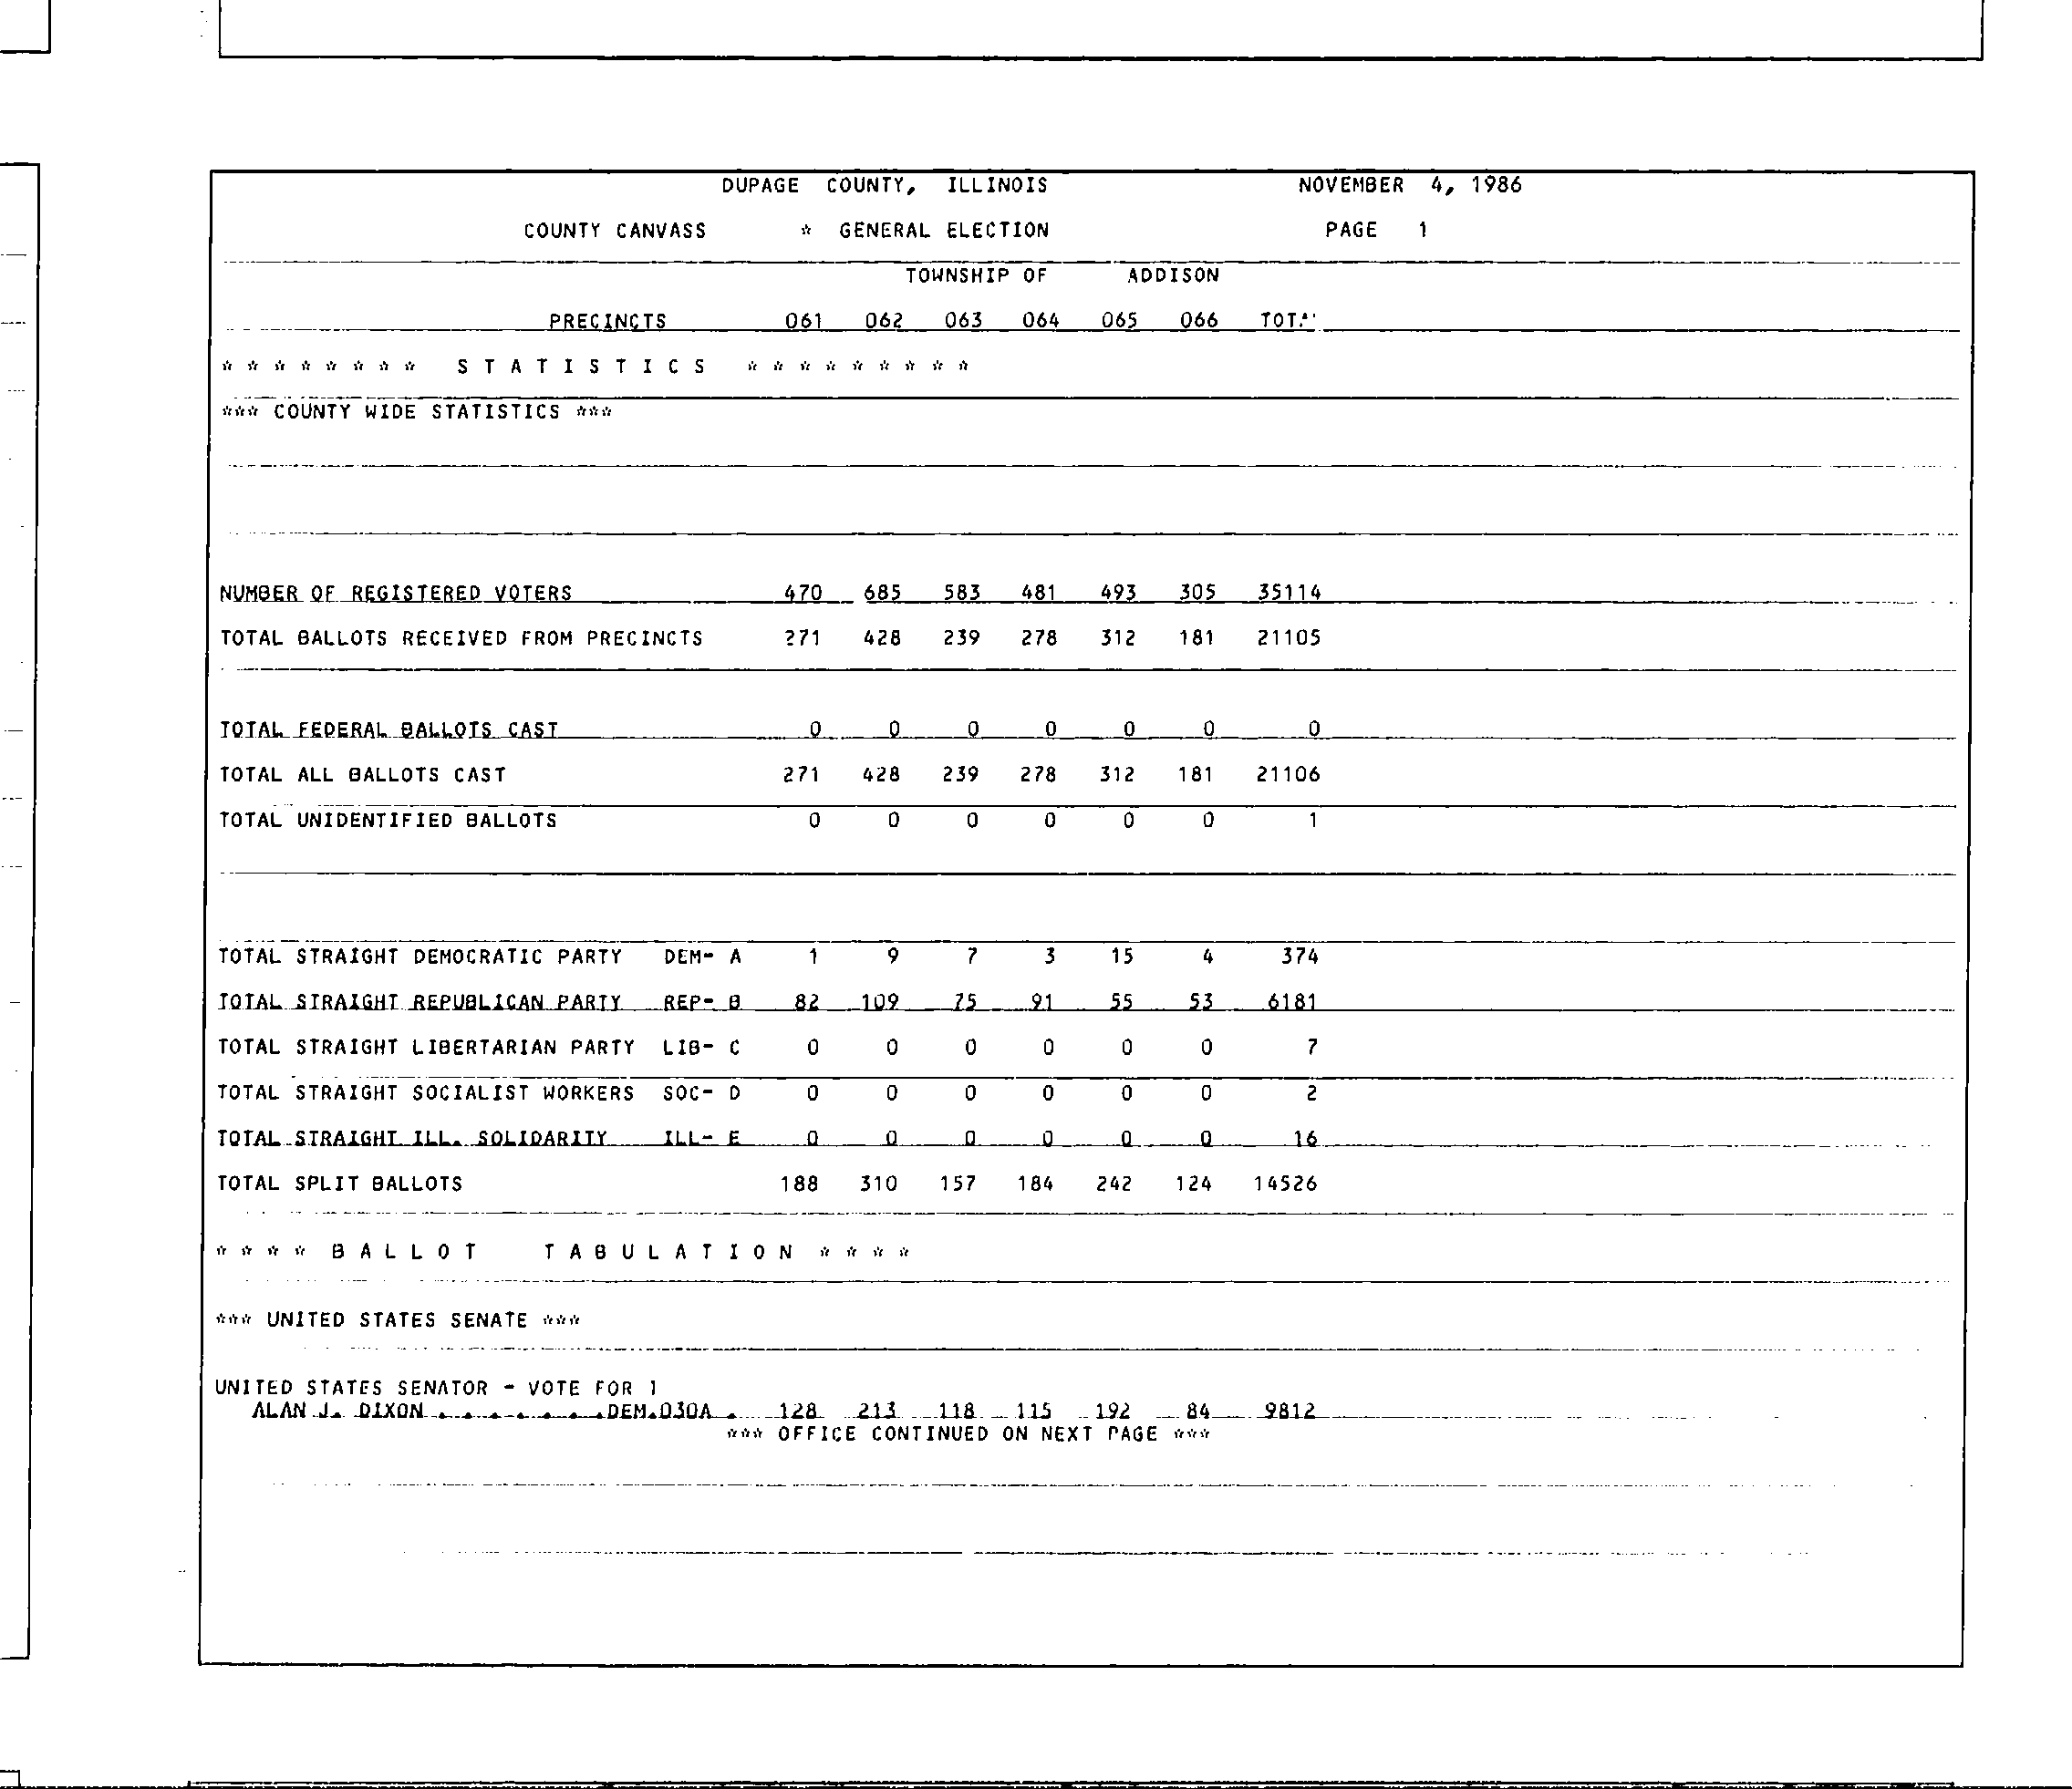 DUPAGE COUNTY, ILLINOIS NOVEMBER 4, 1986
COUNTY CANVASS * GENERAL ELECTION PAGE 1
TOWNSHIP OF ADDISON
PRECINCTS 061 062 063 064 065 066
* * * * * * * * S T A T I S T I C S * * * * * * * * *
*** COUNTY WIDE STATISTICS ***
NUMBER OF REGISTERED VOTERS 470 685 583 481 493 305 35114
TOTAL BALLOTS RECEIVED FROM PRECINCTS 271 428 239 278 312 181 21105
TOTAL FEDERAL BALLOTS CAST 0 0 0 0 0 0 0
TOTAL ALL BALLOTS CAST 271 428 239 278 312 181 21106
TOTAL UNIDENTIFIED BALLOTS 0 0 0 0 0 0 1
TOTAL STRAIGHT DEMOCRATIC PARTY DEM- A 1 9 7 3 15 4 374
TOTAL STRAIGHT REPUBLICAN PARTY REP- B 82 109 75 91 55 53 6181
TOTAL STRAIGHT LIBERTARIAN PARTY LIB- C 0 0 0 0 0 0 7
TOTAL STRAIGHT SOCIALIST WORKERS SOC- D 0 0 0 0 0 0 2
TOTAL STRAIGHT ILL. SOLIDARITY ILL- E 0 0 0 0 0 0 16
TOTAL SPLIT BALLOTS 188 310 157 184 242 124 14526
* * * * B A L L O T T A B U L A T I O N * * * *
*** UNITED STATES SENATE ***
UNITED STATES SENATOR - VOTE FOR 1
ALAN J. DIXON . . . . . . .DEM.030A . 128 213 118 115 192 84 9812
*** OFFICE CONTINUED ON NEXT PAGE ***